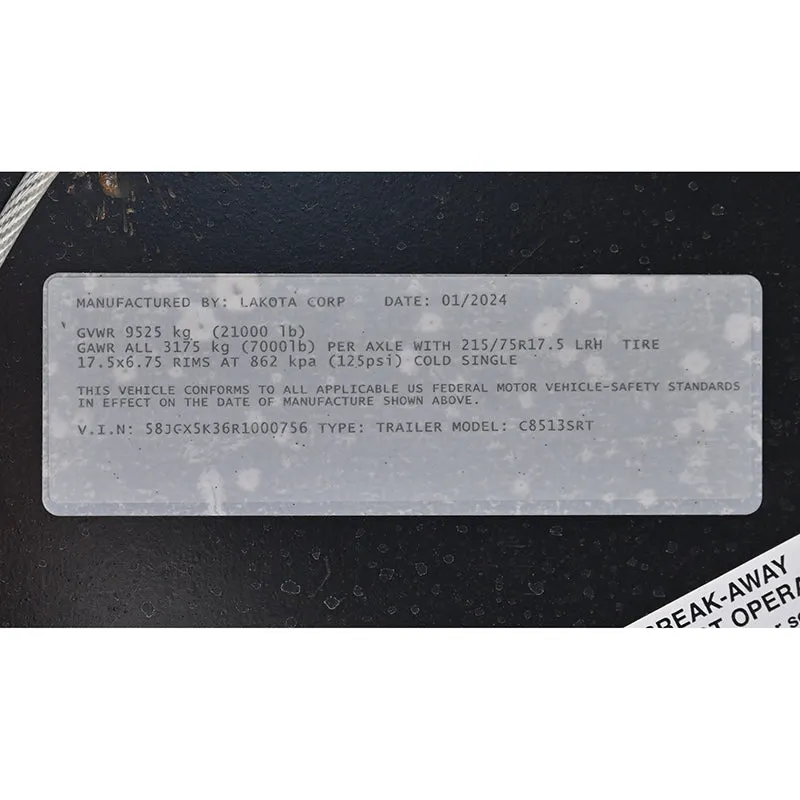 MANUFACTURED BY: LAKOTA CORP DATE: 01/2024
GVWR 9525 kg (21000 lb)
GAWR ALL 3175 kg (7000lb) PER AXLE WITH 215/75R17.5 LRH TIRE
17.5x6.75 RIMS AT 862 kpa (125psi) COLD SINGLE
THIS VEHICLE CONFORMS TO ALL APPLICABLE US FEDERAL MOTOR VEHICLE-SAFETY STANDARDS
IN EFFECT ON THE DATE OF MANUFACTURE SHOWN ABOVE.
V.I.N: 58JGX5K36R1000756 TYPE: TRAILER MODEL: C8513SRT
BREAK-AWAY